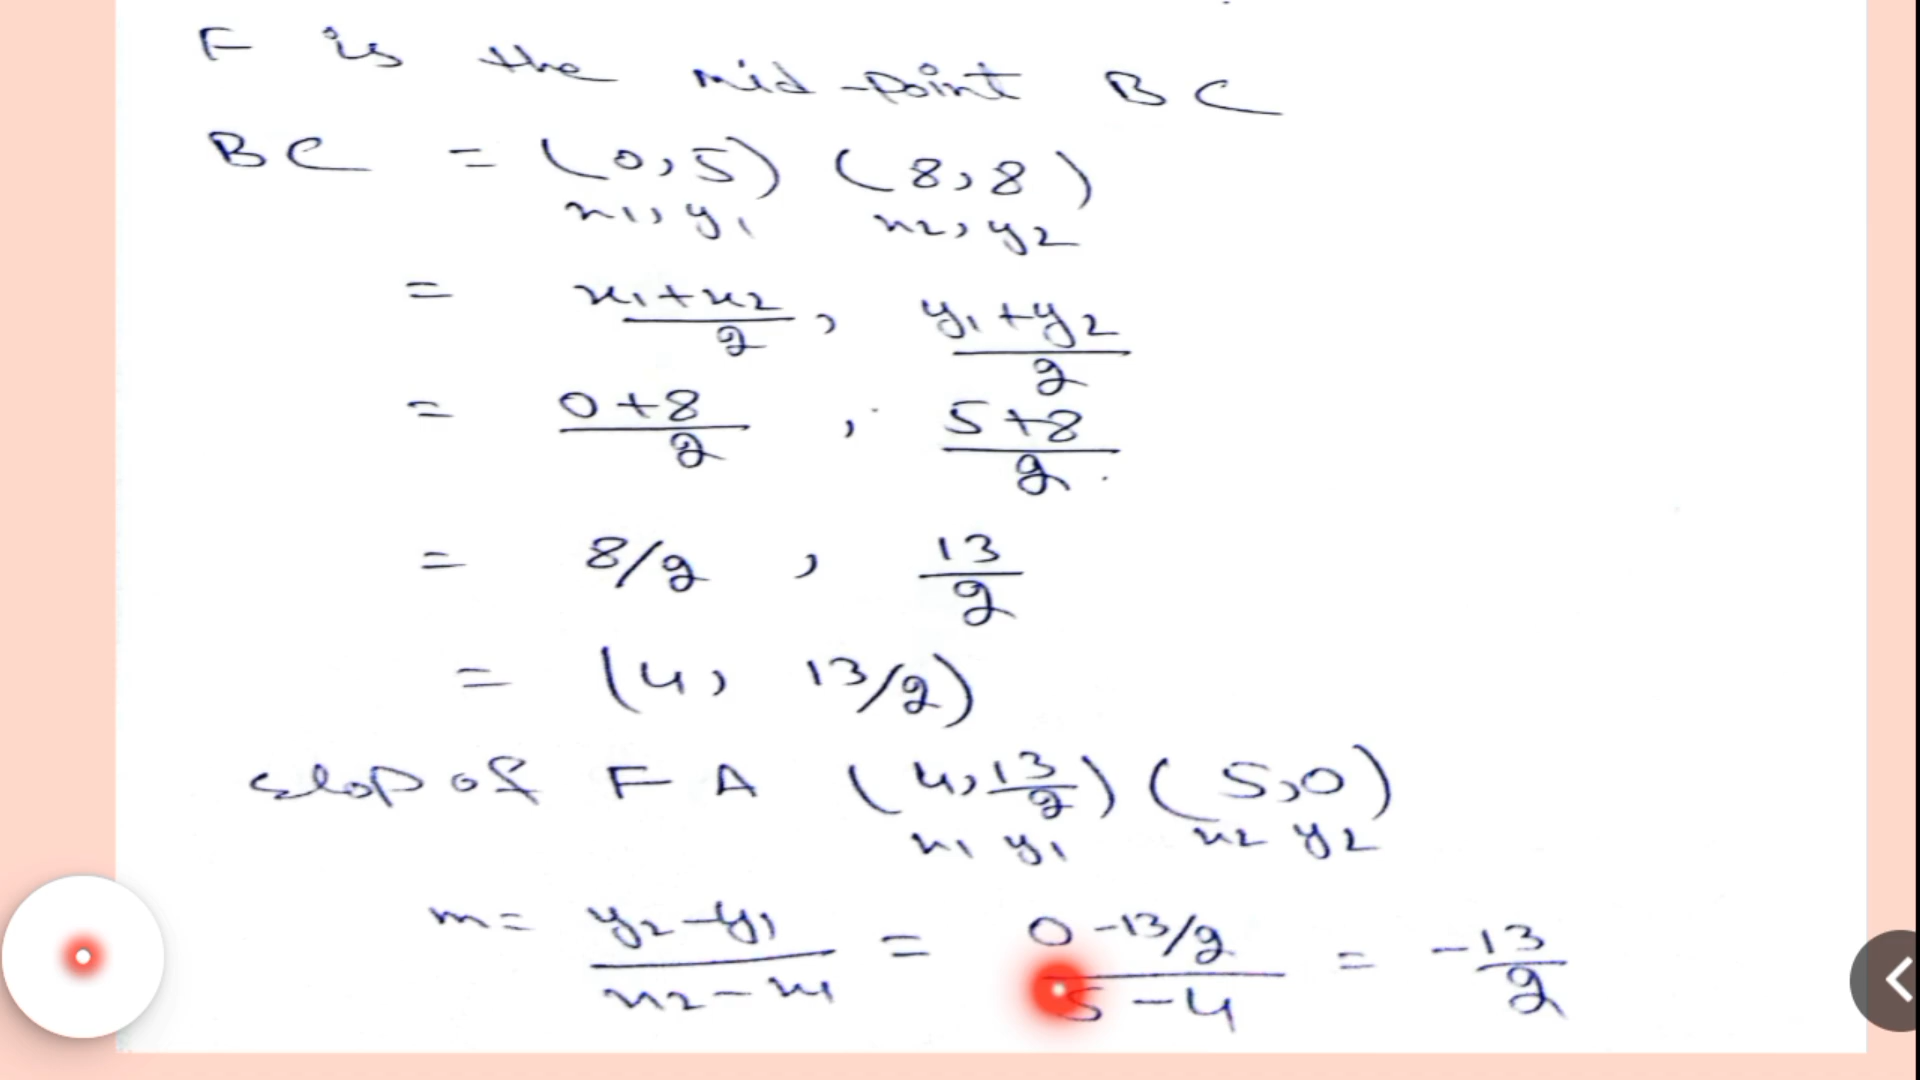 F is the mid-point BC
BC = (0,5) (8,8)
x1, y1 x2, y2
= x1+x2/2, y1+y2/2
= 0+8/2, 5+8/2
= 8/2, 13/2
= (4, 13/2)
slop of FA (4, 13/2) (5,0)
x1 y1 x2 y2
m = y2-y1/x2-x1 = 0-13/2/5-4 = -13/2